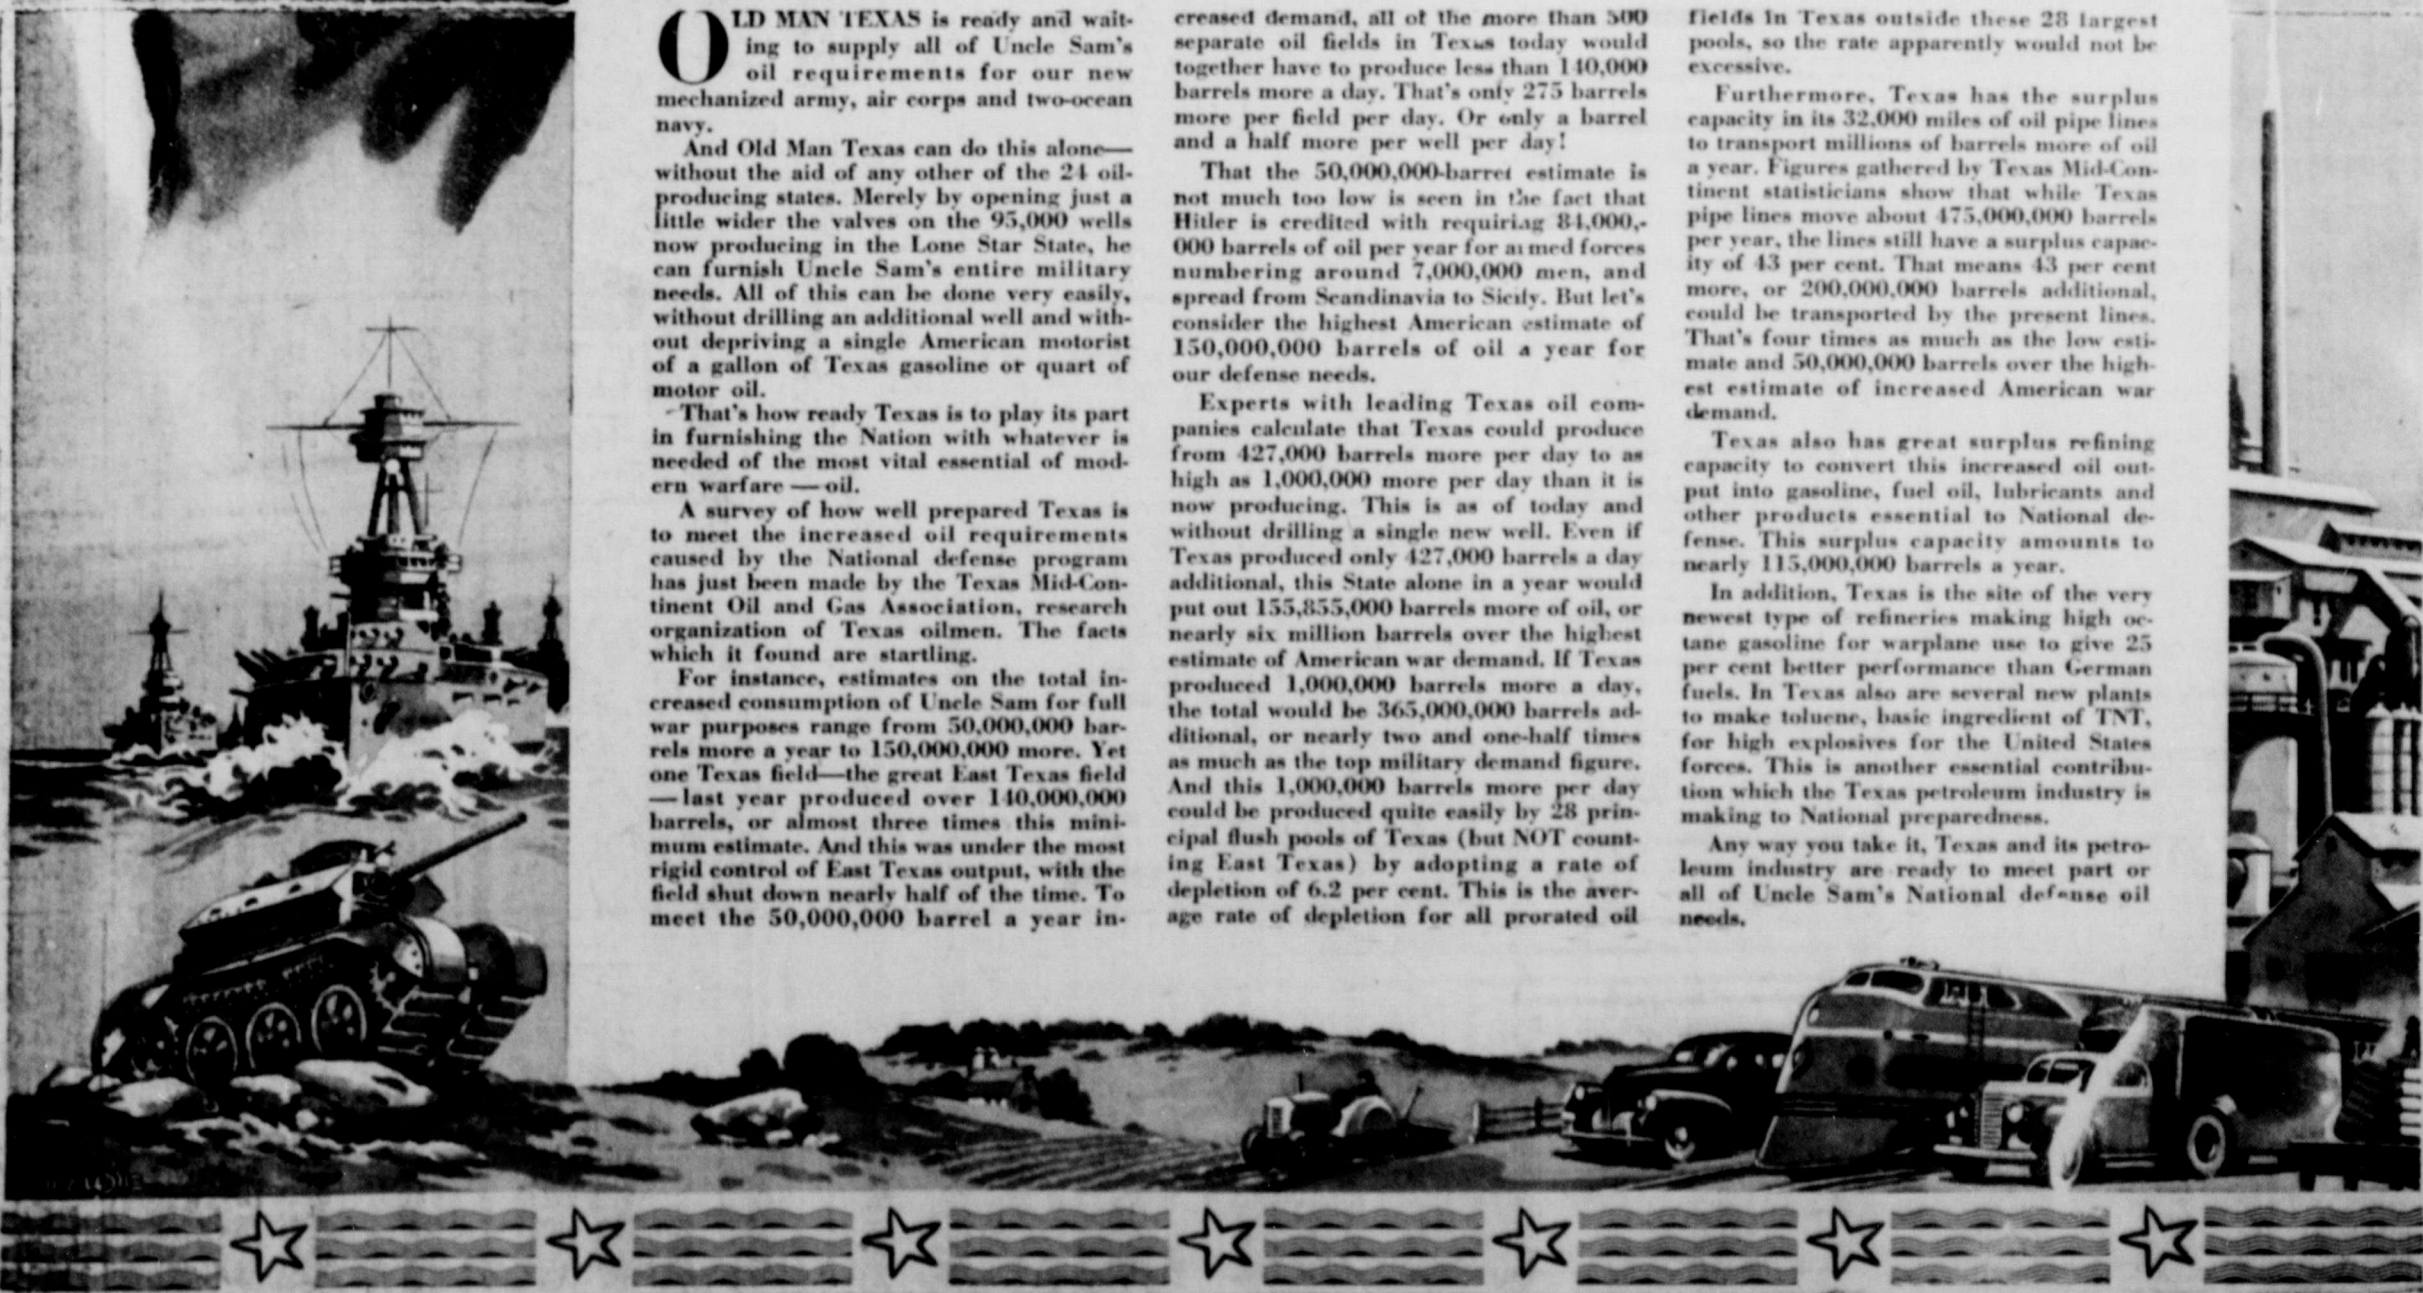 OLD MAN TEXAS is ready and wait-
ing to supply all of Uncle Sam's
oil requirements for our new
mechanized army, air corps and two-ocean
navy.
And Old Man Texas can do this alone—
without the aid of any other of the 24 oil-
producing states. Merely by opening just a
little wider the valves on the 95,000 wells
now producing in the Lone Star State, he
can furnish Uncle Sam's entire military
needs. All of this can be done very easily,
without drilling an additional well and with-
out depriving a single American motorist
of a gallon of Texas gasoline or quart of
motor oil.
That's how ready Texas is to play its part
in furnishing the Nation with whatever is
needed of the most vital essential of mod-
ern warfare — oil.
A survey of how well prepared Texas is
to meet the increased oil requirements
caused by the National defense program
has just been made by the Texas Mid-Con-
tinent Oil and Gas Association, research
organization of Texas oilmen. The facts
which it found are startling.
For instance, estimates on the total in-
creased consumption of Uncle Sam for full
war purposes range from 50,000,000 bar-
rels more a year to 150,000,000 more. Yet
one Texas field—the great East Texas field
— last year produced over 140,000,000
barrels, or almost three times this mini-
mum estimate. And this was under the most
rigid control of East Texas output, with the
field shut down nearly half of the time. To
meet the 50,000,000 barrel a year in-
creased demand, all of the more than 500
separate oil fields in Texas today would
together have to produce less than 140,000
barrels more a day. That's only 275 barrels
more per field per day. Or only a barrel
and a half more per well per day!
That the 50,000,000-barrel estimate is
not much too low is seen in the fact that
Hitler is credited with requiring 84,000,-
000 barrels of oil per year for armed forces
numbering around 7,000,000 men, and
spread from Scandinavia to Sicily. But let's
consider the highest American estimate of
150,000,000 barrels of oil a year for
our defense needs.
Experts with leading Texas oil com-
panies calculate that Texas could produce
from 427,000 barrels more per day to as
high as 1,000,000 more per day than it is
now producing. This is as of today and
without drilling a single new well. Even if
Texas produced only 427,000 barrels a day
additional, this State alone in a year would
put out 155,855,000 barrels more of oil, or
nearly six million barrels over the highest
estimate of American war demand. If Texas
produced 1,000,000 barrels more a day,
the total would be 365,000,000 barrels ad-
ditional, or nearly two and one-half times
as much as the top military demand figure.
And this 1,000,000 barrels more per day
could be produced quite easily by 28 prin-
cipal flush pools of Texas (but NOT count-
ing East Texas) by adopting a rate of
depletion of 6.2 per cent. This is the aver-
age rate of depletion for all prorated oil
fields in Texas outside these 28 largest
pools, so the rate apparently would not be
excessive.
Furthermore, Texas has the surplus
capacity in its 32,000 miles of oil pipe lines
to transport millions of barrels more of oil
a year. Figures gathered by Texas Mid-Con-
tinent statisticians show that while Texas
pipe lines move about 475,000,000 barrels
per year, the lines still have a surplus capac-
ity of 43 per cent. That means 43 per cent
more, or 200,000,000 barrels additional,
could be transported by the present lines.
That's four times as much as the low esti-
mate and 50,000,000 barrels over the high-
est estimate of increased American war
demand.
Texas also has great surplus refining
capacity to convert this increased oil out-
put into gasoline, fuel oil, lubricants and
other products essential to National de-
fense. This surplus capacity amounts to
nearly 115,000,000 barrels a year.
In addition, Texas is the site of the very
newest type of refineries making high oc-
tane gasoline for warplane use to give 25
per cent better performance than German
fuels. In Texas also are several new plants
to make toluene, basic ingredient of TNT,
for high explosives for the United States
forces. This is another essential contribu-
tion which the Texas petroleum industry is
making to National preparedness.
Any way you take it, Texas and its petro-
leum industry are ready to meet part or
all of Uncle Sam's National defense oil
needs.